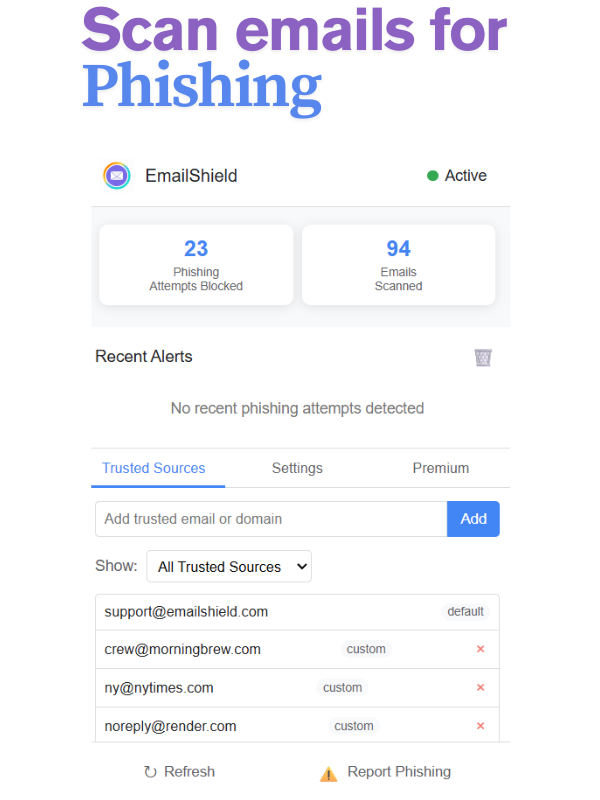 Scan emails for
Phishing
EmailShield
Active
23
Phishing
Attempts Blocked
94
Emails
Scanned
Recent Alerts
No recent phishing attempts detected
Trusted Sources
Settings
Premium
Add trusted email or domain
Add
Show:
All Trusted Sources
support@emailshield.com
default
crew@morningbrew.com
custom
×
ny@nytimes.com
custom
×
noreply@render.com
custom
×
Refresh
Report Phishing